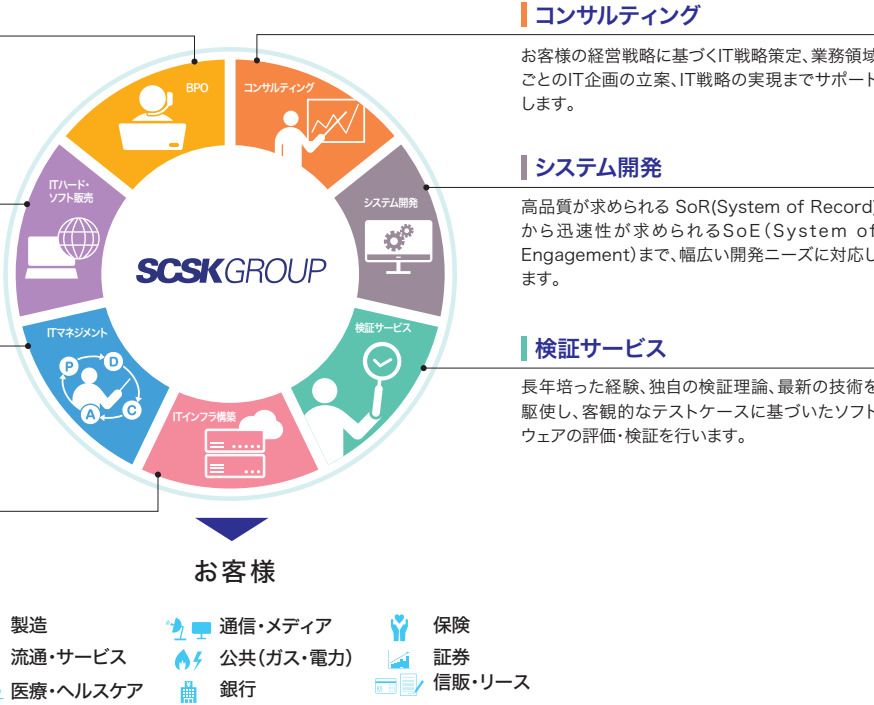 コンサルティング
お客様の経営戦略に基づくIT戦略策定、業務領域
ごとのIT企画の立案、IT戦略の実現までサポート
します。
システム開発
高品質が求められる SoR(System of Record)
から迅速性が求められるSoE(System of
Engagement)まで、幅広い開発ニーズに対応し
ます。
検証サービス
長年培った経験、独自の検証理論、最新の技術を
駆使し、客観的なテストケースに基づいたソフト
ウェアの評価・検証を行います。
BPO
コンサルティング
ITハード・
ソフト販売
システム開発
SCSKGROUP
ITマネジメント
P
D
A
C
検証サービス
ITインフラ構築
お客様
製造
通信・メディア
保険
流通・サービス
公共(ガス・電力)
証券
医療・ヘルスケア
銀行
信販・リース